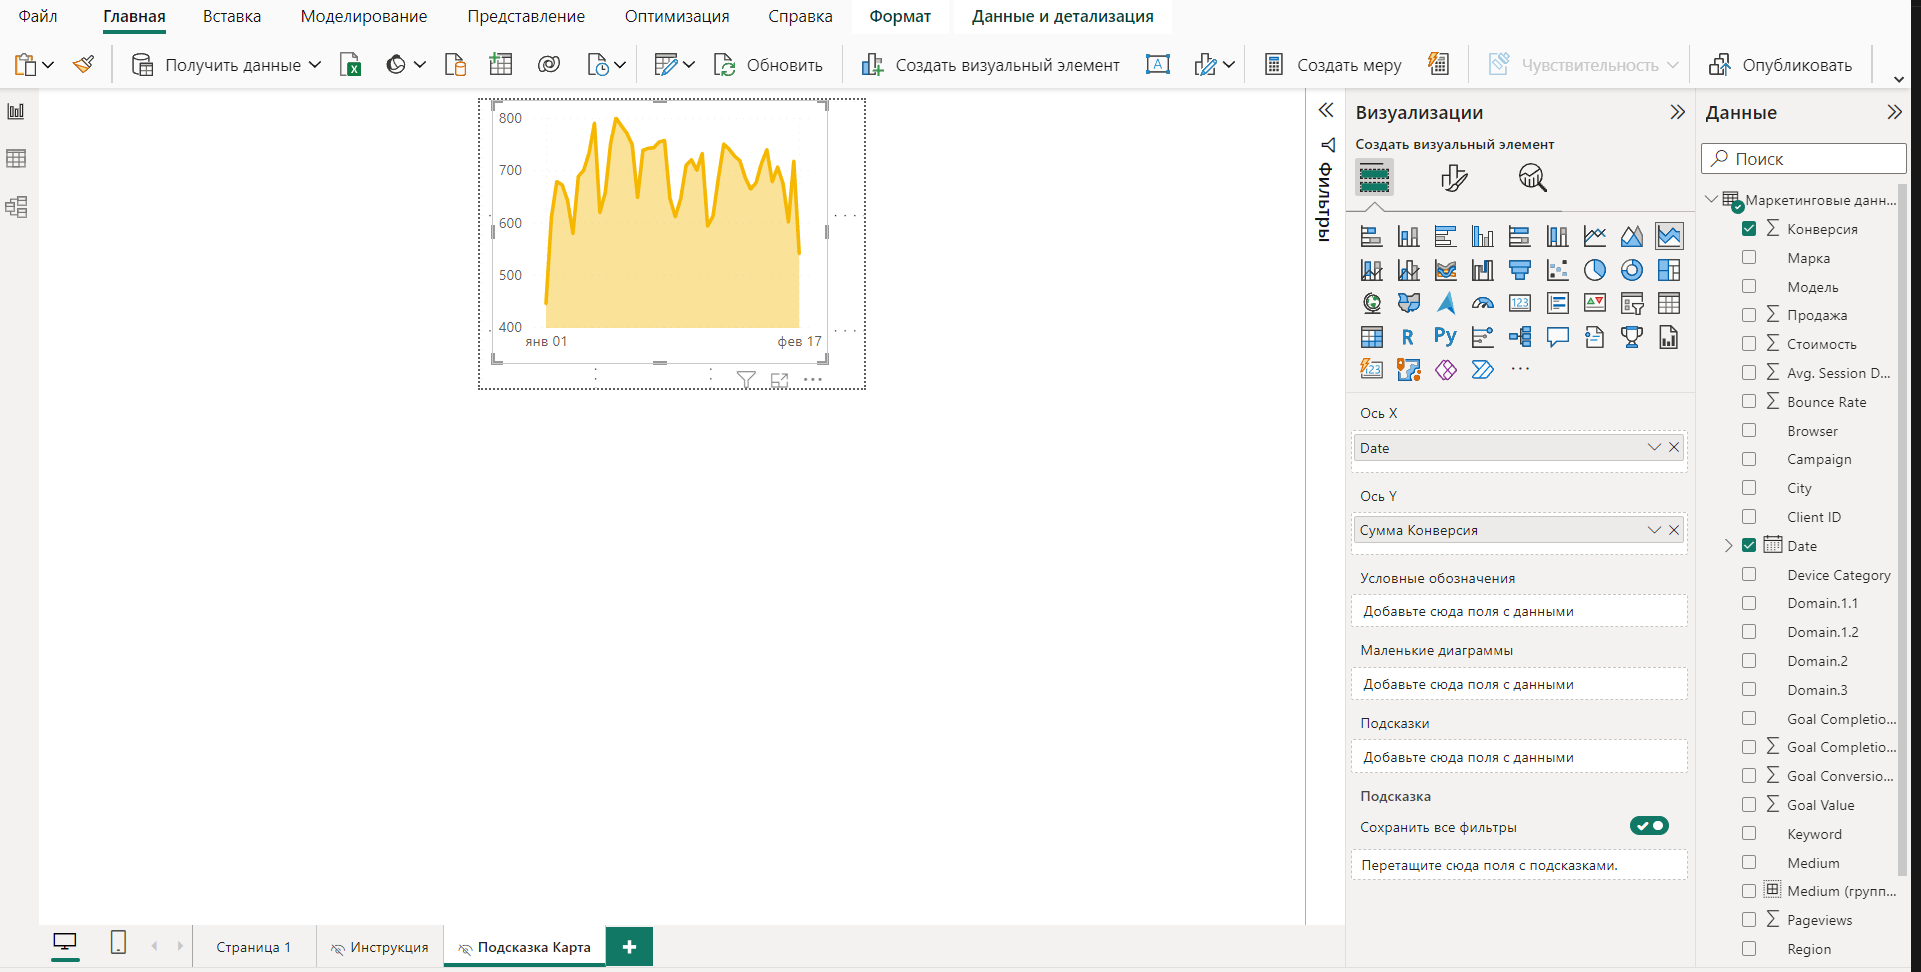 Файл Главная Вставка Моделирование Представление Оптимизация Справка Формат Данные и детализация
Получить данные Обновить Создать визуальный элемент Создать меру Чувствительность Опубликовать
800
700
600
500
400
янв 01 фев 17
Фильтры
Визуализации
Создать визуальный элемент
123
R Py
123
Ось X
Date
Ось Y
Сумма Конверсия
Условные обозначения
Добавьте сюда поля с данными
Маленькие диаграммы
Добавьте сюда поля с данными
Подсказки
Добавьте сюда поля с данными
Подсказка
Сохранить все фильтры
Перетащите сюда поля с подсказками.
Данные
Поиск
Маркетинговые данн...
Конверсия
Марка
Модель
Продажа
Стоимость
Avg. Session D...
Bounce Rate
Browser
Campaign
City
Client ID
Date
Device Category
Domain.1.1
Domain.1.2
Domain.2
Domain.3
Goal Completio...
Goal Completio...
Goal Conversio...
Goal Value
Keyword
Medium
Medium (групп...
Pageviews
Region
Страница 1 Инструкция Подсказка Карта